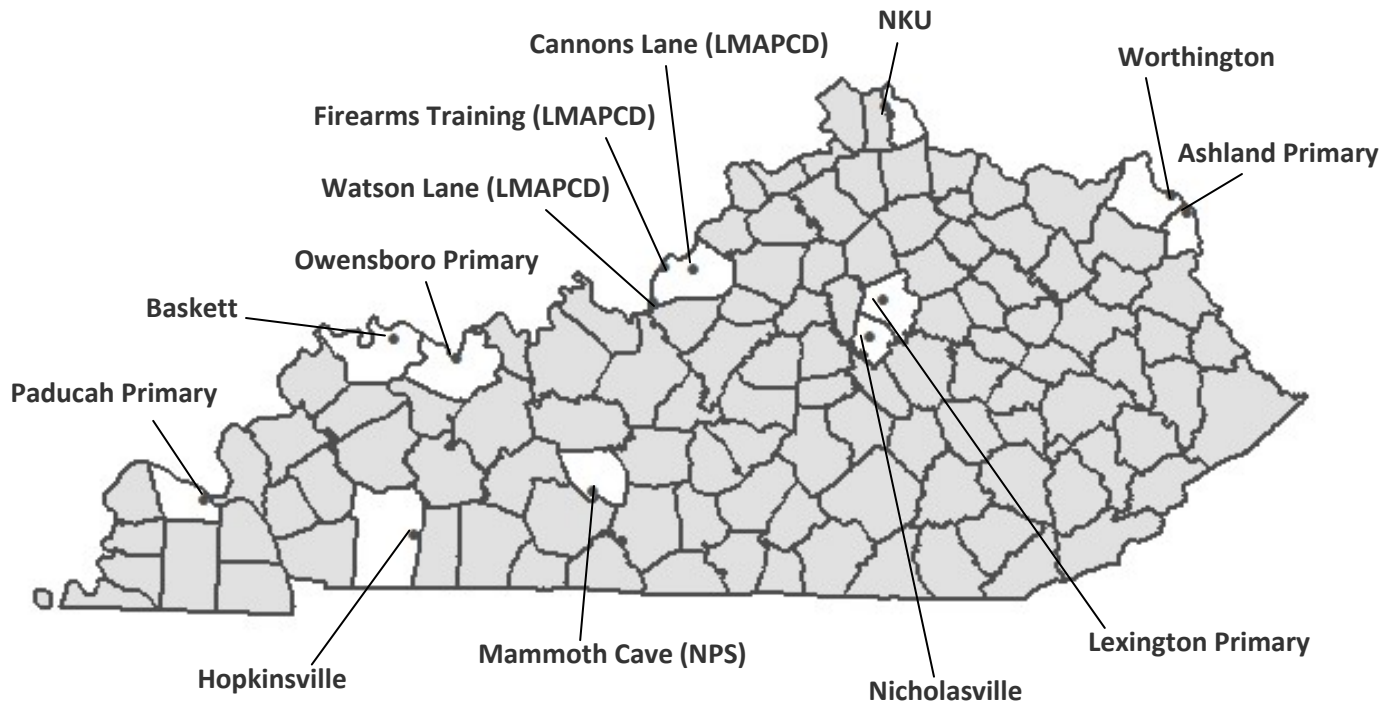 NKU
Cannons Lane (LMAPCD)
Worthington
Firearms Training (LMAPCD)
Ashland Primary
Watson Lane (LMAPCD)
Owensboro Primary
Baskett
Paducah Primary
Lexington Primary
Mammoth Cave (NPS)
Hopkinsville
Nicholasville